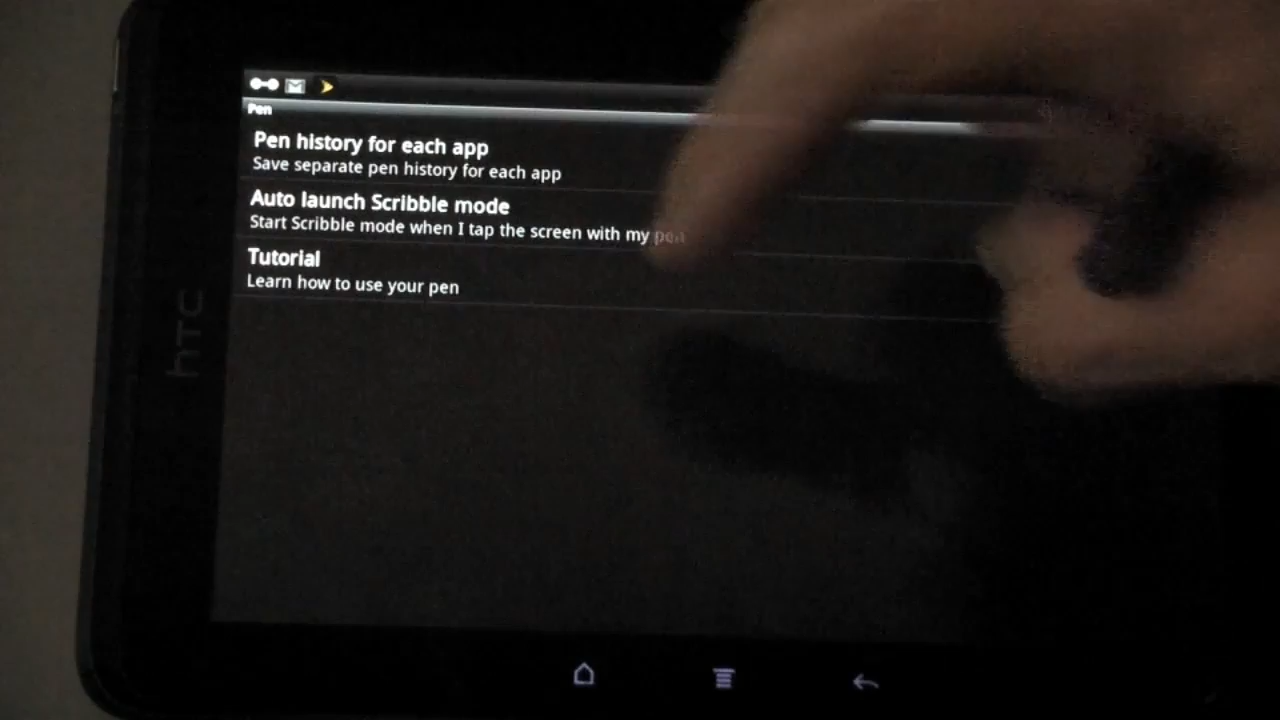 Pen
Pen history for each app
Save separate pen history for each app
Auto launch Scribble mode
Start Scribble mode when I tap the screen with my pen
Tutorial
Learn how to use your pen
hTC